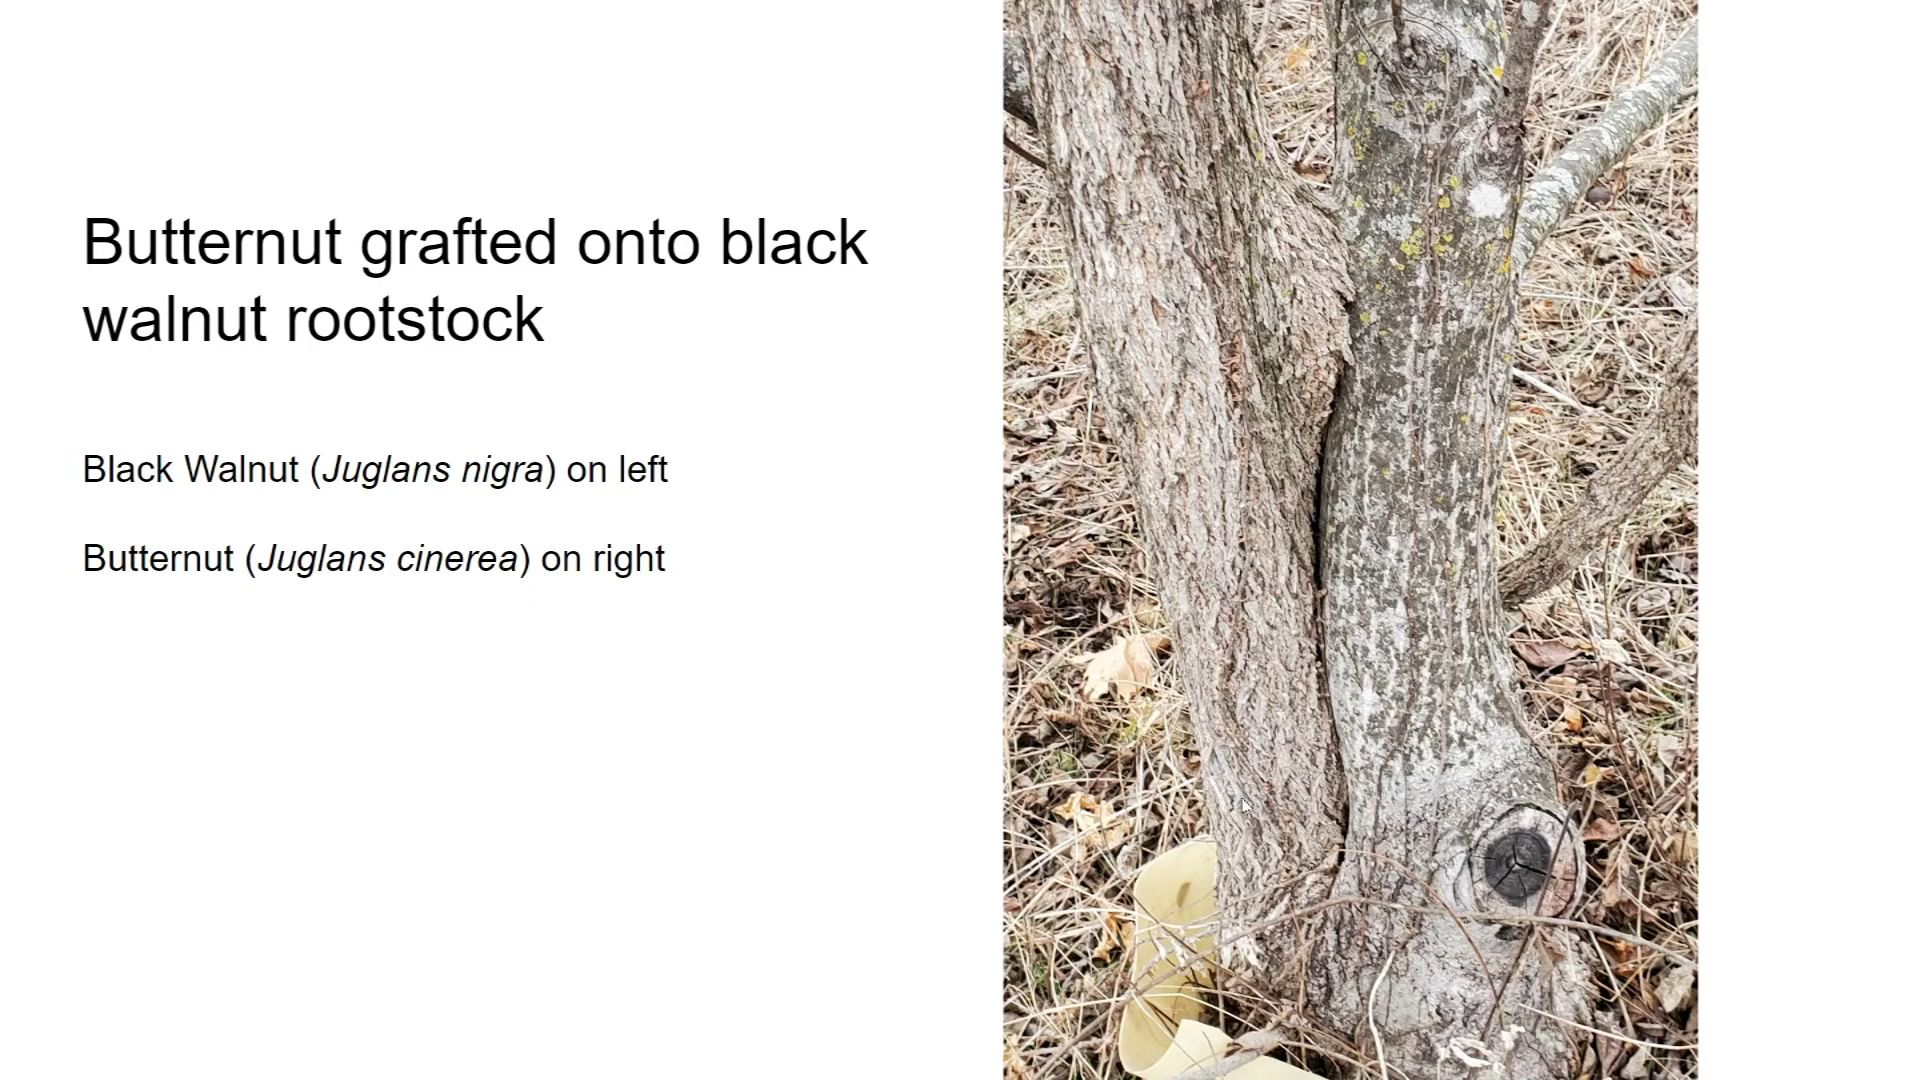 Butternut grafted onto black
walnut rootstock
Black Walnut (Juglans nigra) on left
Butternut (Juglans cinerea) on right